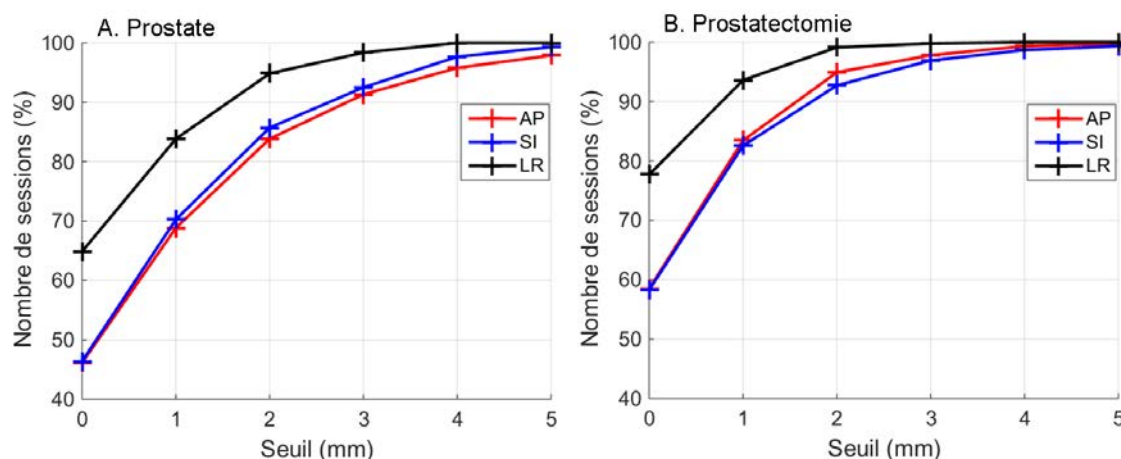 A. Prostate
Nombre de sessions (%)
100
90
80
70
60
50
40
0 1 2 3 4 5
Seuil (mm)
AP
SI
LR
B. Prostatectomie
Nombre de sessions (%)
100
90
80
70
60
50
40
0 1 2 3 4 5
Seuil (mm)
AP
SI
LR